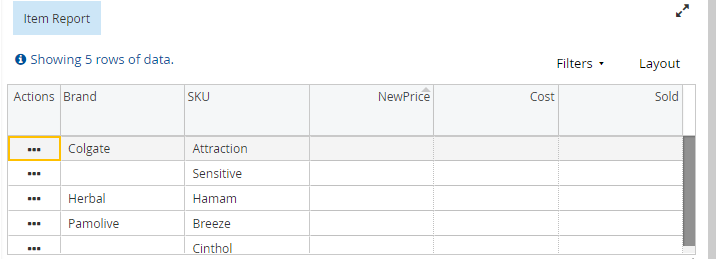 Item Report
Showing 5 rows of data.
Filters Layout
Actions Brand SKU NewPrice Cost Sold
Colgate Attraction
Sensitive
Herbal Hamam
Pamolive Breeze
Cinthol